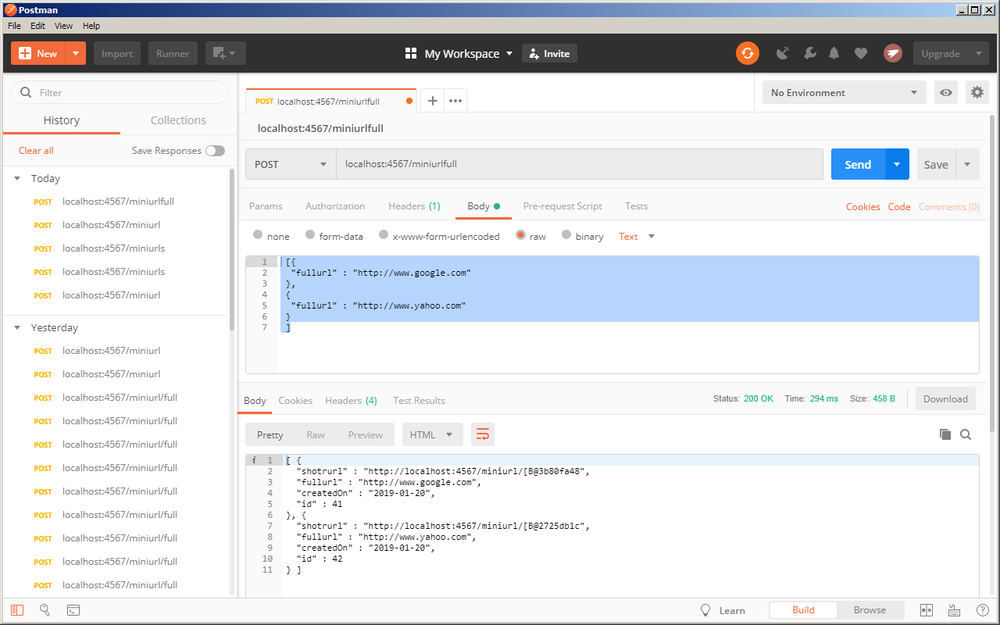 Postman
File Edit View Help
New Import Runner My Workspace Invite Upgrade
Filter
History Collections
Clear all Save Responses
Today
POST localhost:4567/miniurlfull
POST localhost:4567/miniurl
POST localhost:4567/miniurls
POST localhost:4567/miniurls
POST localhost:4567/miniurl
Yesterday
POST localhost:4567/miniurl
POST localhost:4567/miniurl
POST localhost:4567/miniurl/full
POST localhost:4567/miniurl/full
POST localhost:4567/miniurl/full
POST localhost:4567/miniurl/full
POST localhost:4567/miniurl/full
POST localhost:4567/miniurl/full
POST localhost:4567/miniurl/full
POST localhost:4567/miniurl/full
POST localhost:4567/miniurl/full
POST localhost:4567/miniurlfull
No Environment
localhost:4567/miniurlfull
POST localhost:4567/miniurlfull Send Save
Params Authorization Headers (1) Body Pre-request Script Tests Cookies Code Comments (0)
none form-data x-www-form-urlencoded raw binary Text
1 [{
2 "fullurl" : "http://www.google.com"
3 },
4 {
5 "fullurl" : "http://www.yahoo.com"
6 }
7 ]
Body Cookies Headers (4) Test Results Status: 200 OK Time: 294 ms Size: 458 B Download
Pretty Raw Preview HTML
i 1 [ {
2 "shotrurl" : "http://localhost:4567/miniurl/[B@3b80fa48",
3 "fullurl" : "http://www.google.com",
4 "createdOn" : "2019-01-20",
5 "id" : 41
6 }, {
7 "shotrurl" : "http://localhost:4567/miniurl/[B@2725db1c",
8 "fullurl" : "http://www.yahoo.com",
9 "createdOn" : "2019-01-20",
10 "id" : 42
11 } ]
Learn Build Browse